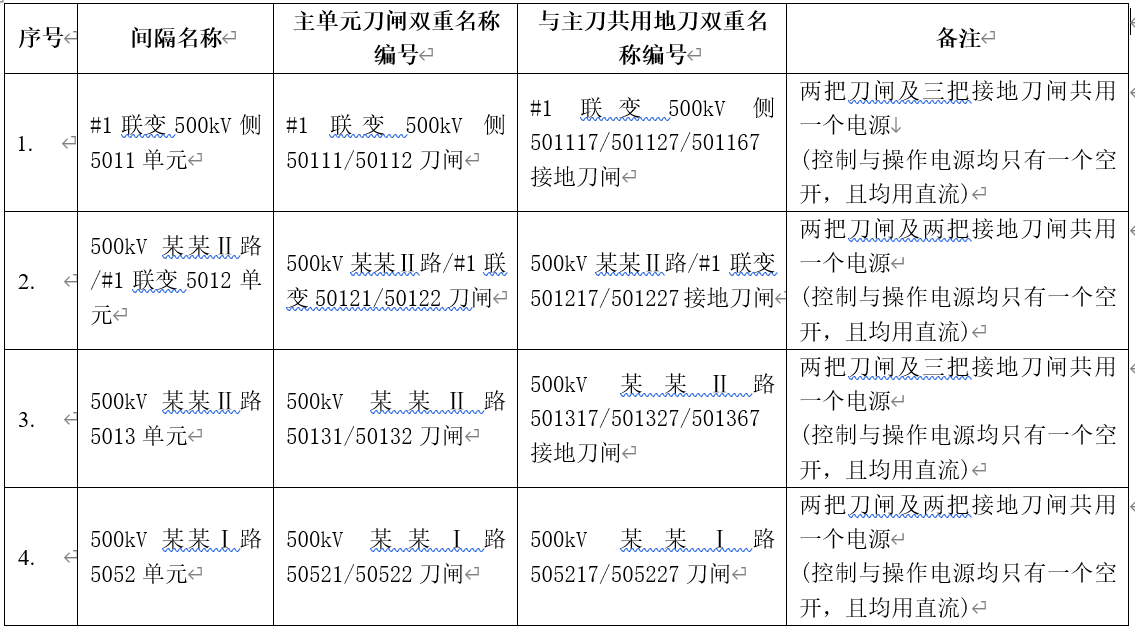 序号
间隔名称
主单元刀闸双重名称
编号
与主刀共用地刀双重名
称编号
备注
1.
#1 联变 500kV 侧
5011 单元
#1 联变 500kV 侧
50111/50112 刀闸
#1 联变 500kV 侧
501117/501127/501167
接地刀闸
两把刀闸及三把接地刀闸共用
一个电源
(控制与操作电源均只有一个空
开，且均用直流)
2.
500kV 某某Ⅱ路
/#1 联变 5012 单
元
500kV 某某Ⅱ路/#1 联
变 50121/50122 刀闸
500kV 某某Ⅱ路/#1 联变
501217/501227 接地刀闸
两把刀闸及两把接地刀闸共用
一个电源
(控制与操作电源均只有一个空
开，且均用直流)
3.
500kV 某某Ⅱ路
5013 单元
500kV 某某Ⅱ路
50131/50132 刀闸
500kV 某某Ⅱ路
501317/501327/501367
接地刀闸
两把刀闸及三把接地刀闸共用
一个电源
(控制与操作电源均只有一个空
开，且均用直流)
4.
500kV 某某Ⅰ路
5052 单元
500kV 某某Ⅰ路
50521/50522 刀闸
500kV 某某Ⅰ路
505217/505227 刀闸
两把刀闸及两把接地刀闸共用
一个电源
(控制与操作电源均只有一个空
开，且均用直流)